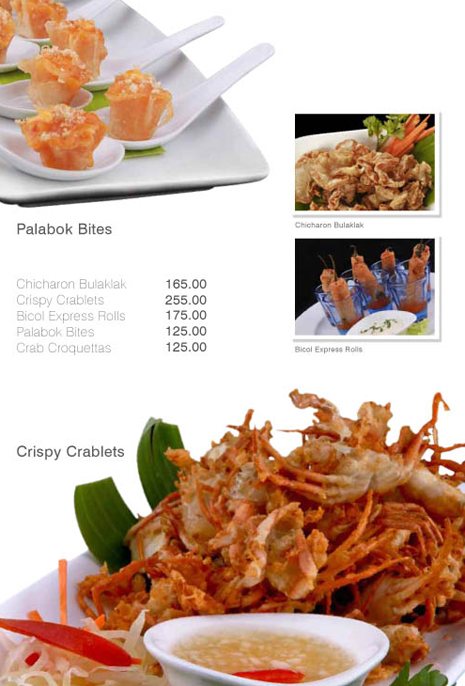 Palabok Bites
Chicharon Bulaklak
Bicol Express Rolls
Chicharon Bulaklak 165.00
Crispy Crablets 255.00
Bicol Express Rolls 175.00
Palabok Bites 125.00
Crab Croquettas 125.00
Crispy Crablets